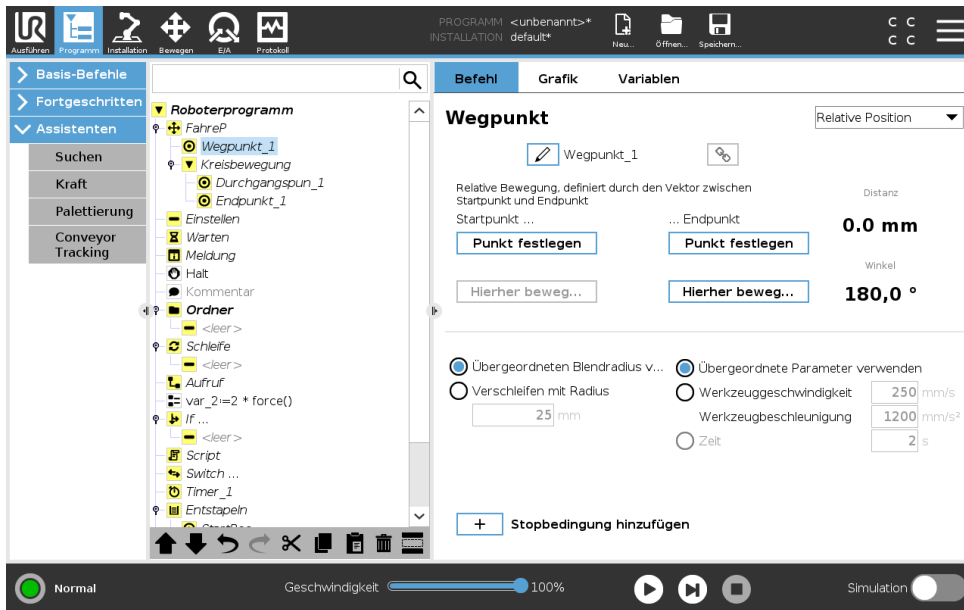 UR
PROGRAMM <unbenannt>*
INSTALLATION default*
Ausführen Programm Installation Bewegen E/A Protokoll Neu... Öffnen... Speichern...
C C
C C
Basis-Befehle
Fortgeschritten
Assistenten
Suchen
Kraft
Palettierung
Conveyor
Tracking
Roboterprogramm
FahreP
Wegpunkt_1
Kreisbewegung
Durchgangspun_1
Endpunkt_1
Einstellen
Warten
Meldung
Halt
Kommentar
Ordner
<leer>
Schleife
<leer>
Aufruf
var_2≔2 * force()
If ...
<leer>
Script
Switch ...
Timer_1
Entstapeln
Befehl Grafik Variablen
Wegpunkt
Relative Position
Wegpunkt_1
Relative Bewegung, definiert durch den Vektor zwischen
Startpunkt und Endpunkt
Distanz
Startpunkt ... ... Endpunkt
0.0 mm
Punkt festlegen Punkt festlegen
Winkel
Hierher beweg... Hierher beweg...
180,0 °
Übergeordneten Blendradius v... Übergeordnete Parameter verwenden
Verschleifen mit Radius Werkzeuggeschwindigkeit 250 mm/s
25 mm Werkzeugbeschleunigung 1200 mm/s²
Zeit 2 s
+ Stopbedingung hinzufügen
Normal Geschwindigkeit 100% Simulation